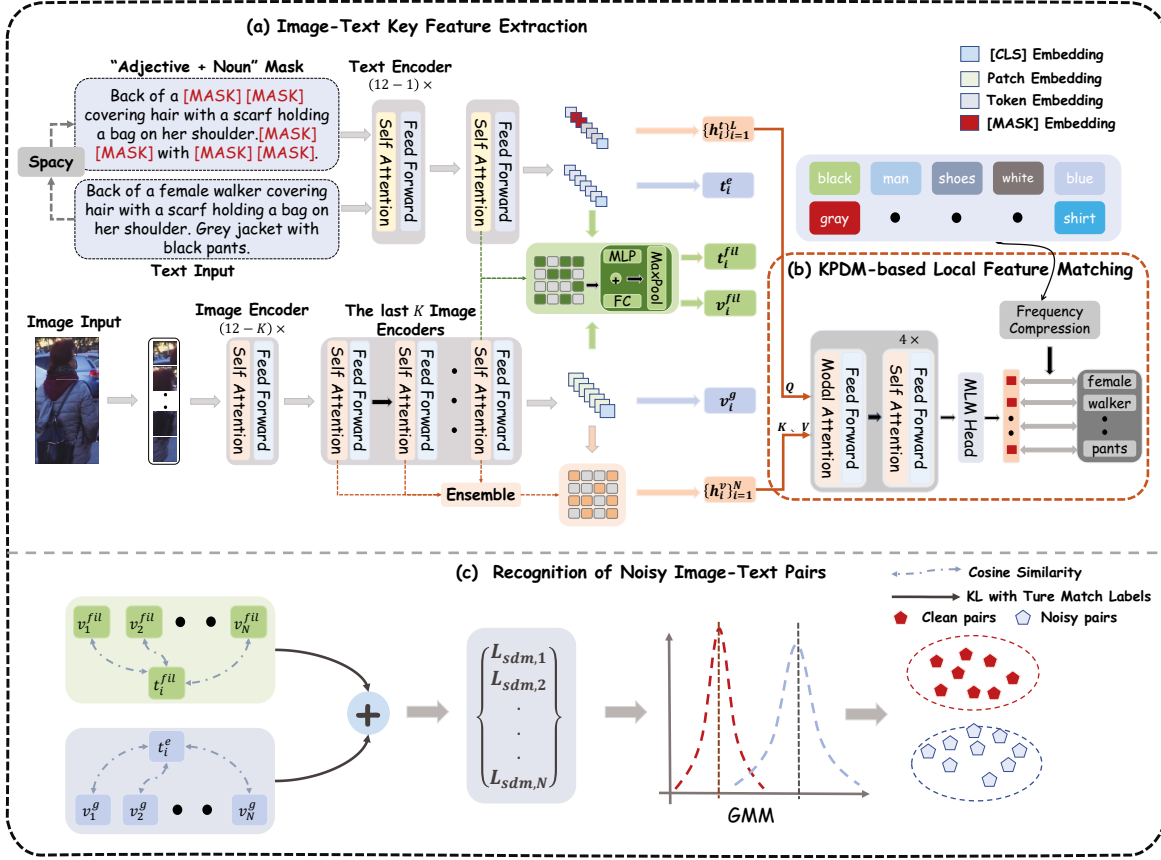 (a) Image-Text Key Feature Extraction
"Adjective + Noun" Mask
Back of a [MASK] [MASK]
covering hair with a scarf holding
a bag on her shoulder.[MASK]
[MASK] with [MASK] [MASK].
Spacy
Back of a female walker covering
hair with a scarf holding a bag on
her shoulder. Grey jacket with
black pants.
Text Input
Text Encoder
(12 − 1) ×
Self Attention
Feed Forward
Self Attention
Feed Forward
{h_i^t}_{i=1}^L
t_i^e
MLP
+
FC
MaxPool
t_i^{fil}
v_i^{fil}
[CLS] Embedding
Patch Embedding
Token Embedding
[MASK] Embedding
black
man
shoes
white
blue
gray
shirt
Image Input
Image Encoder
(12 − K) ×
Self Attention
Feed Forward
The last K Image
Encoders
Self Attention
Feed Forward
Self Attention
Feed Forward
Self Attention
Feed Forward
Ensemble
v_i^g
{h_i^v}_{i=1}^N
(b) KPDM-based Local Feature Matching
Frequency
Compression
Q
K 、V
Modal Attention
Feed Forward
4 ×
Self Attention
Feed Forward
MLM Head
female
walker
pants
(c) Recognition of Noisy Image-Text Pairs
v_1^{fil}
v_2^{fil}
v_N^{fil}
t_i^{fil}
t_i^e
v_1^g
v_2^g
v_N^g
+
L_{sdm,1}
L_{sdm,2}
.
.
.
L_{sdm,N}
GMM
Cosine Similarity
KL with Ture Match Labels
Clean pairs
Noisy pairs